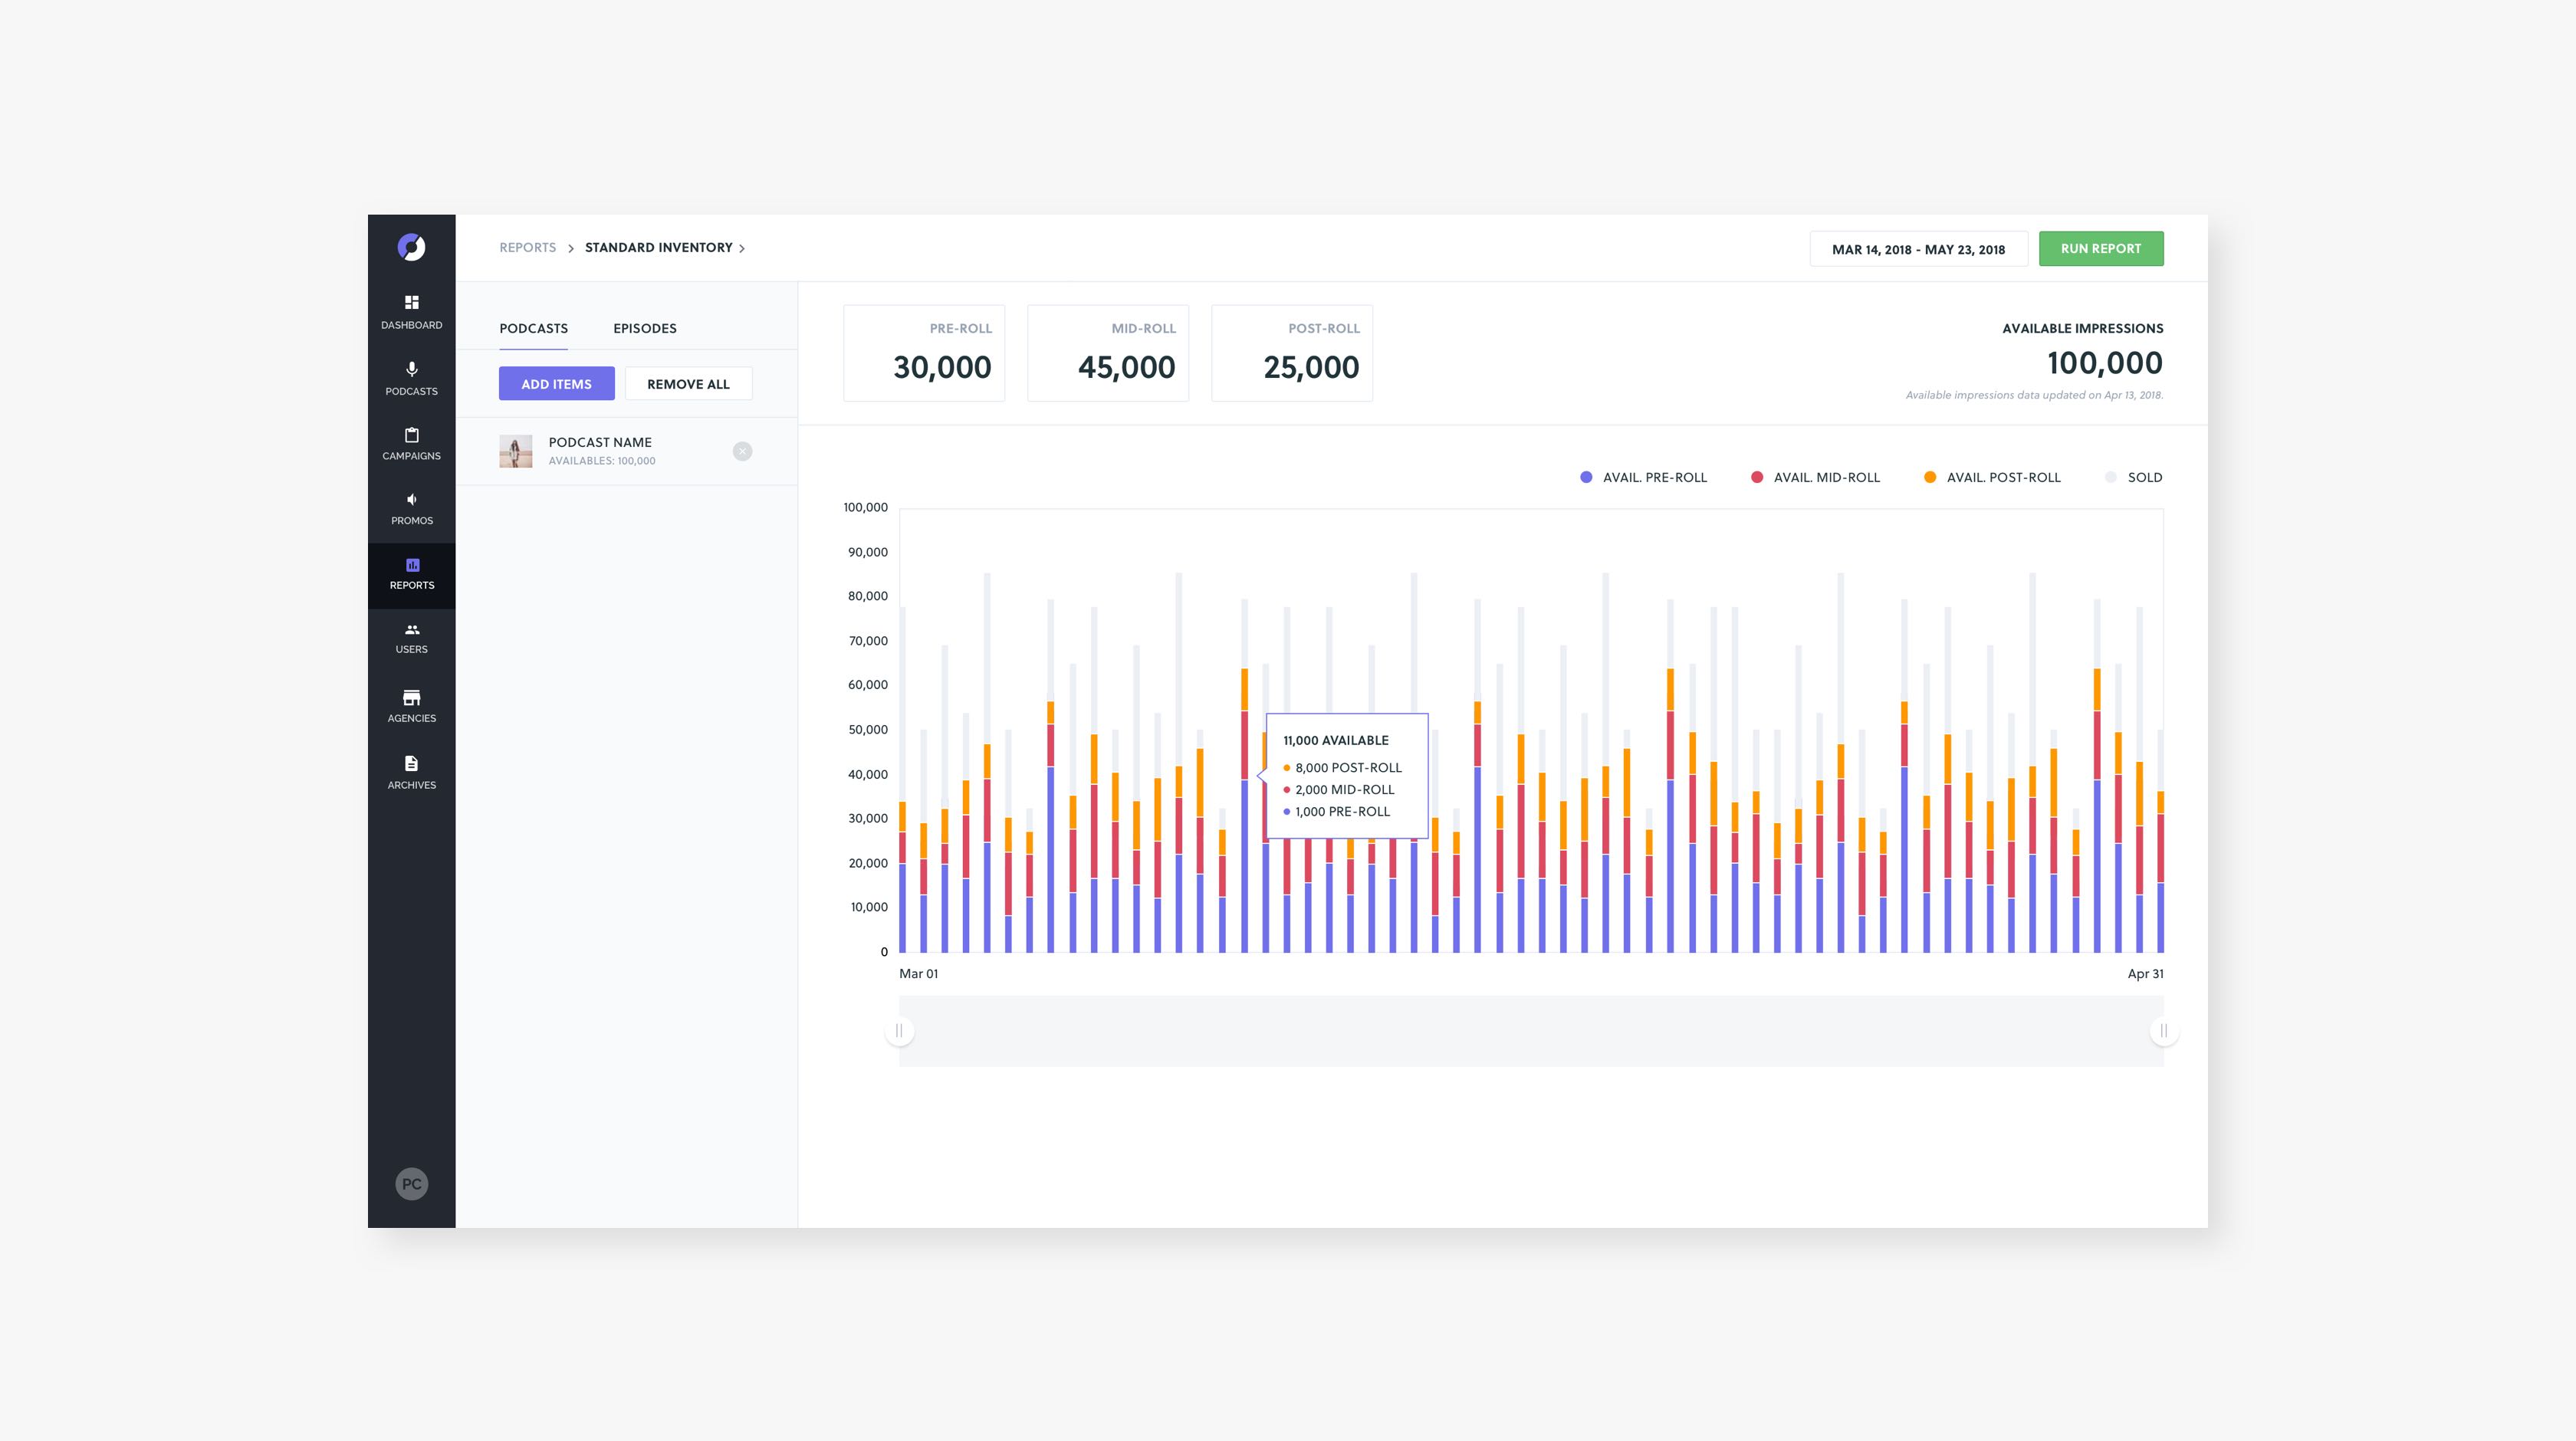 REPORTS
STANDARD INVENTORY
MAR 14, 2018 - MAY 23, 2018
RUN REPORT
DASHBOARD
PODCASTS
CAMPAIGNS
PROMOS
REPORTS
USERS
AGENCIES
ARCHIVES
PC
PODCASTS
EPISODES
ADD ITEMS
REMOVE ALL
PODCAST NAME
AVAILABLES: 100,000
PRE-ROLL
30,000
MID-ROLL
45,000
POST-ROLL
25,000
AVAILABLE IMPRESSIONS
100,000
Available impressions data updated on Apr 13, 2018.
AVAIL. PRE-ROLL
AVAIL. MID-ROLL
AVAIL. POST-ROLL
SOLD
100,000
90,000
80,000
70,000
60,000
50,000
40,000
30,000
20,000
10,000
0
11,000 AVAILABLE
8,000 POST-ROLL
2,000 MID-ROLL
1,000 PRE-ROLL
Mar 01
Apr 31